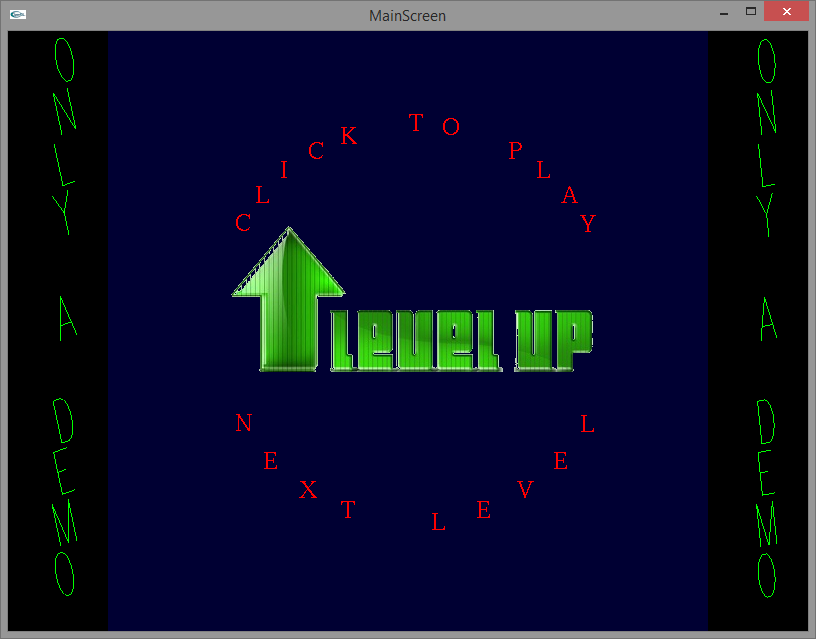 MainScreen
ONLY A DEMO
CLICK TO PLAY
LEVEL UP
NEXT LEVEL
ONLY A DEMO